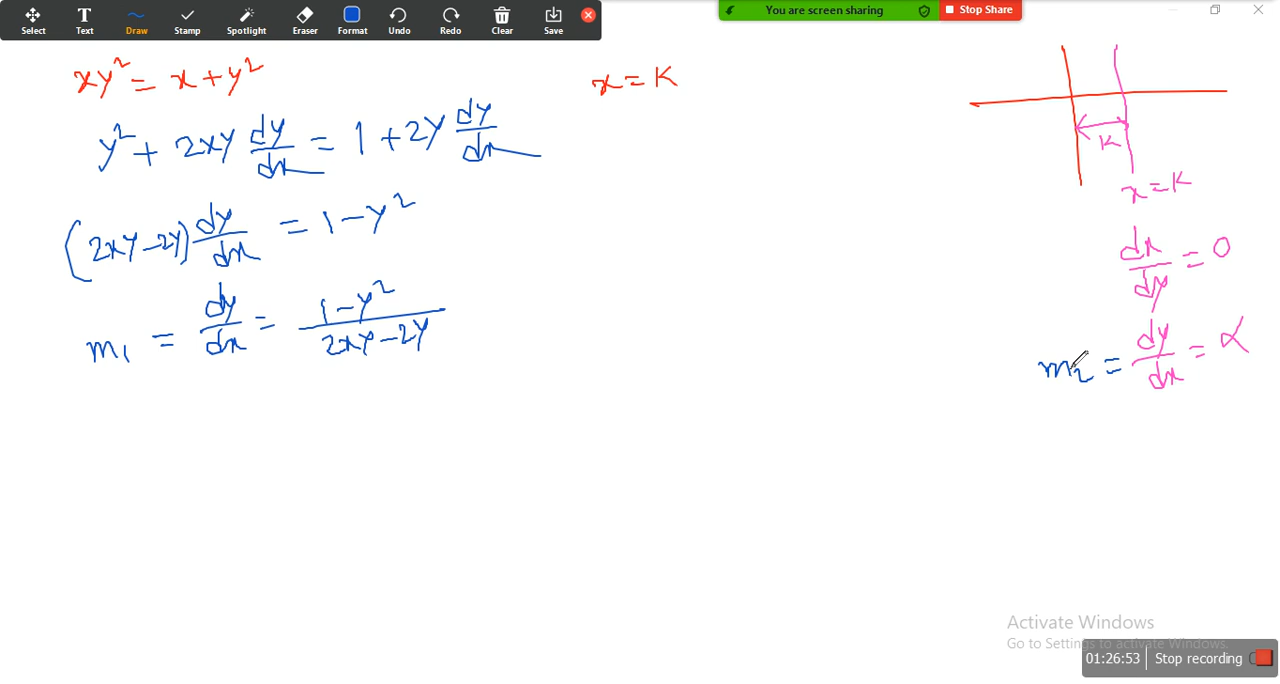 Select Text Draw Stamp Spotlight Eraser Format Undo Redo Clear Save
You are screen sharing Stop Share
xy² = x + y²
x = K
y² + 2xy dy/dx = 1 + 2y dy/dx
K
x = K
(2xy - 2y) dy/dx = 1 - y²
dx/dy = 0
m₁ = dy/dx = 1 - y² / 2xy - 2y
m₂ = dy/dx = α
Activate Windows
Go to Settings to activate Windows.
01:26:53 Stop recording